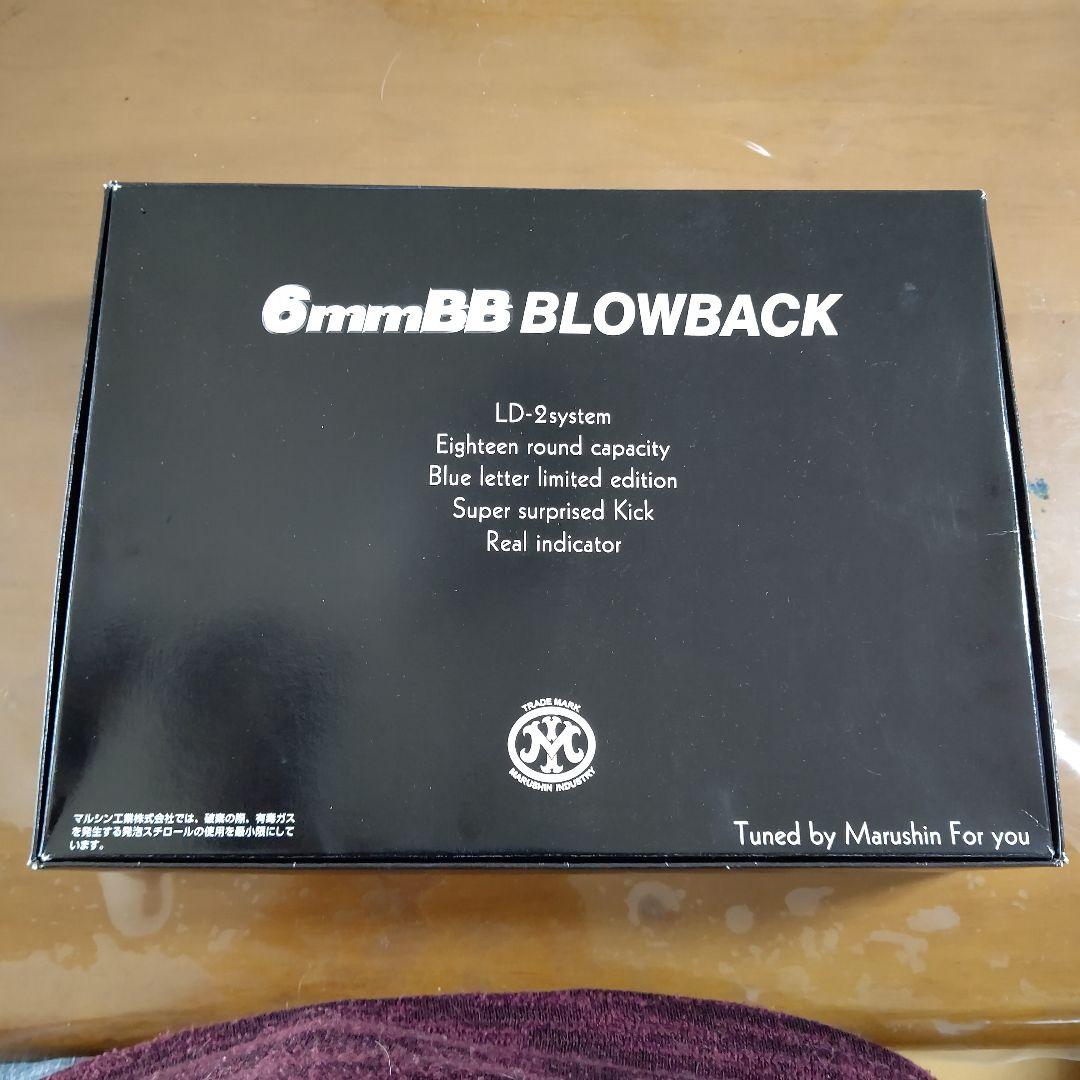 6mmBB BLOWBACK
LD-2system
Eighteen round capacity
Blue letter limited edition
Super surprised Kick
Real indicator
TRADE MARK
M
MARUSHIN INDUSTRY
マルシン工業株式会社では、破棄の際、有毒ガス
を発生する発泡スチロールの使用を最小限にして
います。
Tuned by Marushin For you